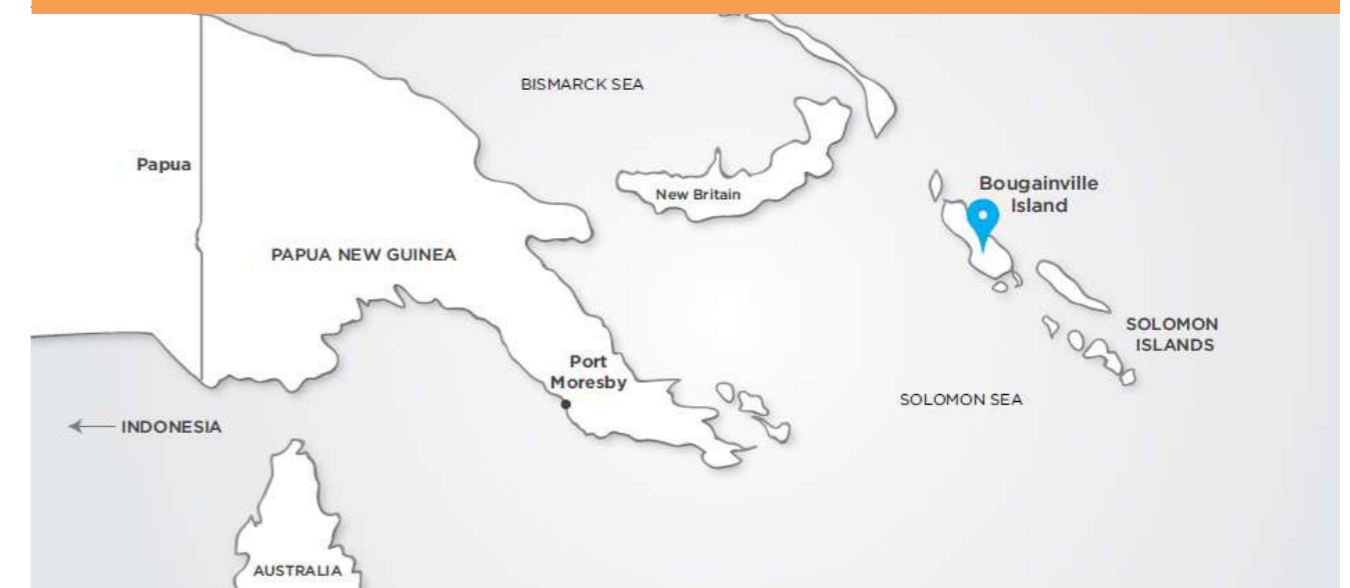 BISMARCK SEA
Papua
New Britain
Bougainville
Island
PAPUA NEW GUINEA
SOLOMON
ISLANDS
Port
Moresby
SOLOMON SEA
INDONESIA
AUSTRALIA